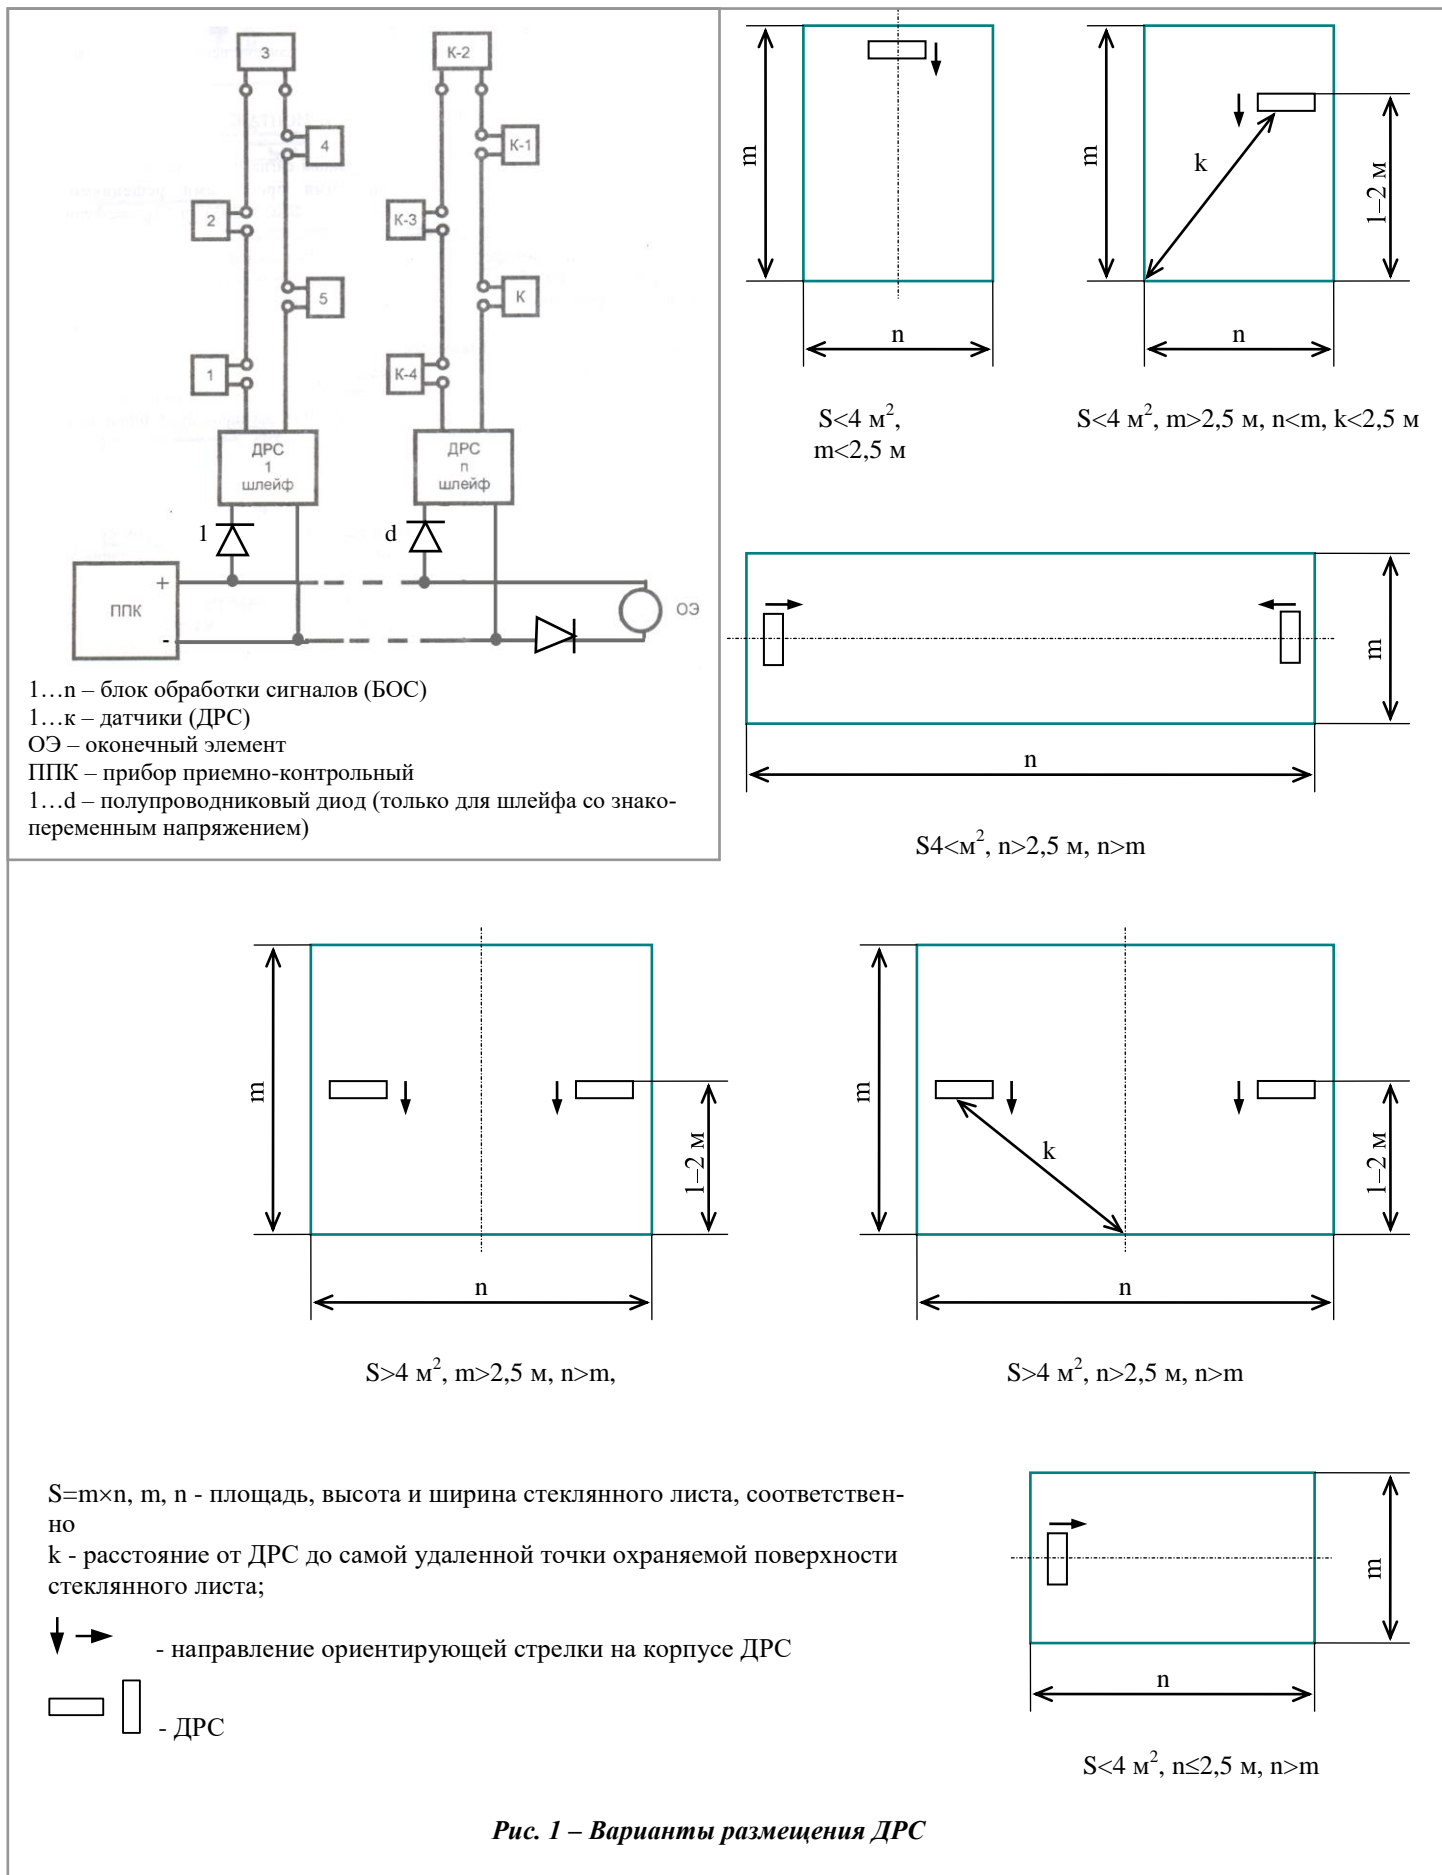 3
К-2
4
К-1
2
К-3
5
К
1
К-4
ДРС
1
шлейф
ДРС
п
шлейф
1
d
ППК
+
-
ОЭ
1…n – блок обработки сигналов (БОС)
1…к – датчики (ДРС)
ОЭ – оконечный элемент
ППК – прибор приемно-контрольный
1…d – полупроводниковый диод (только для шлейфа со знако-
переменным напряжением)
m
n
S<4 м², 
m<2,5 м
m
k
1–2 м
n
S<4 м², m>2,5 м, n<m, k<2,5 м
m
n
S4<м², n>2,5 м, n>m
m
1–2 м
n
S>4 м², m>2,5 м, n>m,
m
k
1–2 м
n
S>4 м², n>2,5 м, n>m
S=m×n, m, n - площадь, высота и ширина стеклянного листа, соответствен-
но
k - расстояние от ДРС до самой удаленной точки охраняемой поверхности
стеклянного листа;
- направление ориентирующей стрелки на корпусе ДРС
- ДРС
m
n
S<4 м², n≤2,5 м, n>m
Рис. 1 – Варианты размещения ДРС